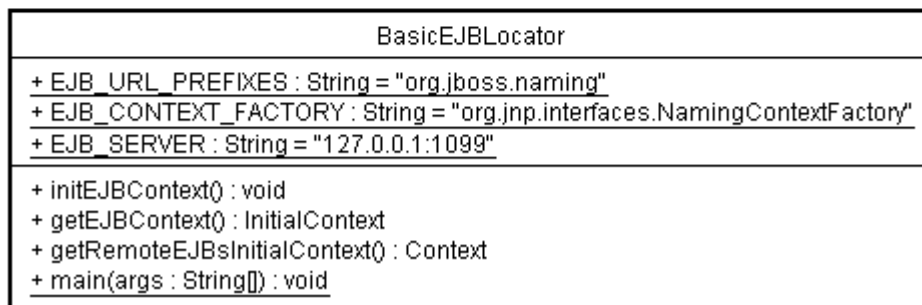 BasicEJBLocator
+ EJB_URL_PREFIXES : String = "org.jboss.naming"
+ EJB_CONTEXT_FACTORY : String = "org.jnp.interfaces.NamingContextFactory"
+ EJB_SERVER : String = "127.0.0.1:1099"
+ initEJBContext() : void
+ getEJBContext() : InitialContext
+ getRemoteEJBsInitialContext() : Context
+ main(args : String[]) : void